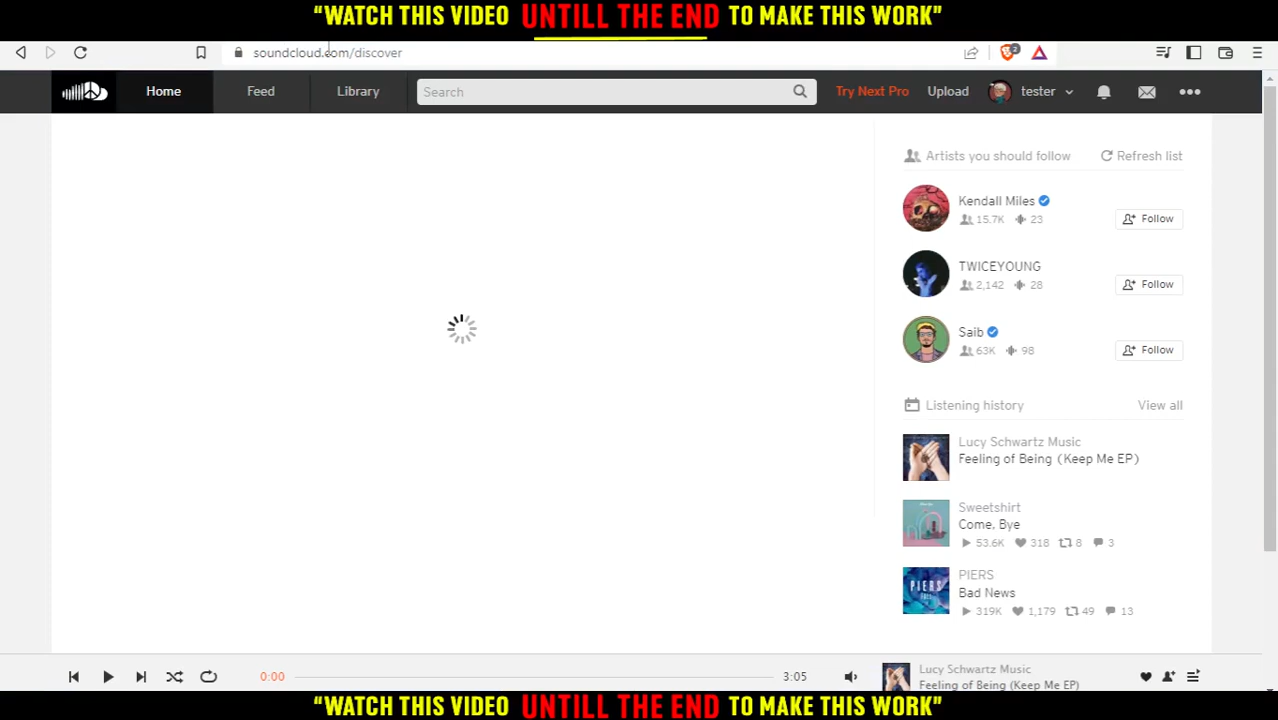 “WATCH THIS VIDEO UNTILL THE END TO MAKE THIS WORK”
soundcloud.com/discover
2
Home
Feed
Library
Search
Try Next Pro
Upload
tester
Artists you should follow
Refresh list
Kendall Miles
15.7K 23
Follow
TWICEYOUNG
2,142 28
Follow
Saib
63K 98
Follow
Listening history
View all
Lucy Schwartz Music
Feeling of Being (Keep Me EP)
Sweetshirt
Come, Bye
53.6K 318 8 3
PIERS
PIERS
Bad News
319K 1,179 49 13
0:00
3:05
Lucy Schwartz Music
Feeling of Being (Keep Me EP)
“WATCH THIS VIDEO UNTILL THE END TO MAKE THIS WORK”